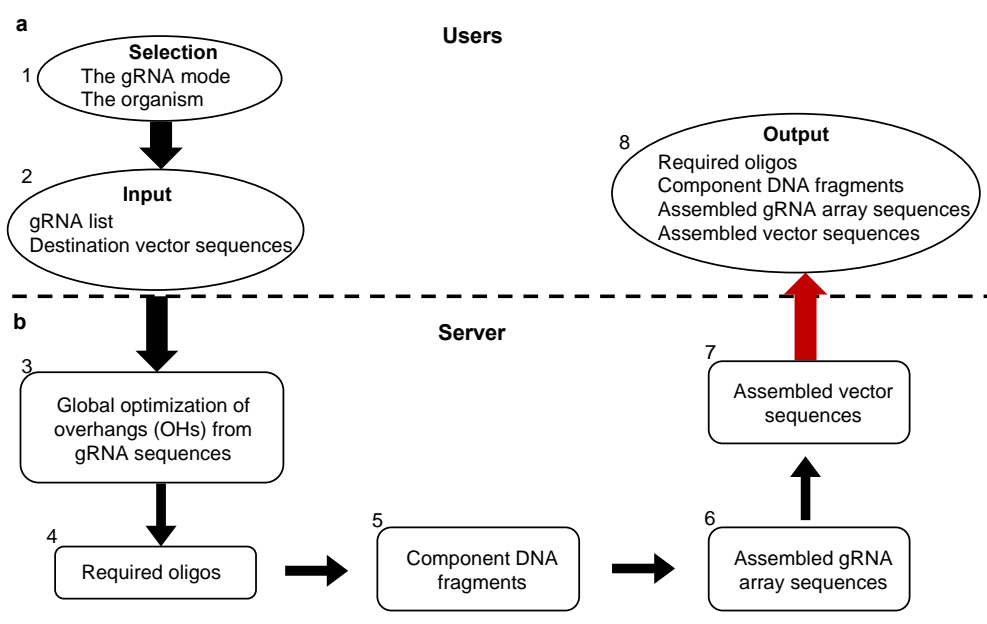 a
Users
1
Selection
The gRNA mode
The organism
2
Input
gRNA list
Destination vector sequences
8
Output
Required oligos
Component DNA fragments
Assembled gRNA array sequences
Assembled vector sequences
b
Server
3
Global optimization of
overhangs (OHs) from
gRNA sequences
4
Required oligos
5
Component DNA
fragments
6
Assembled gRNA
array sequences
7
Assembled vector
sequences